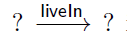 ? —liveIn→ ?